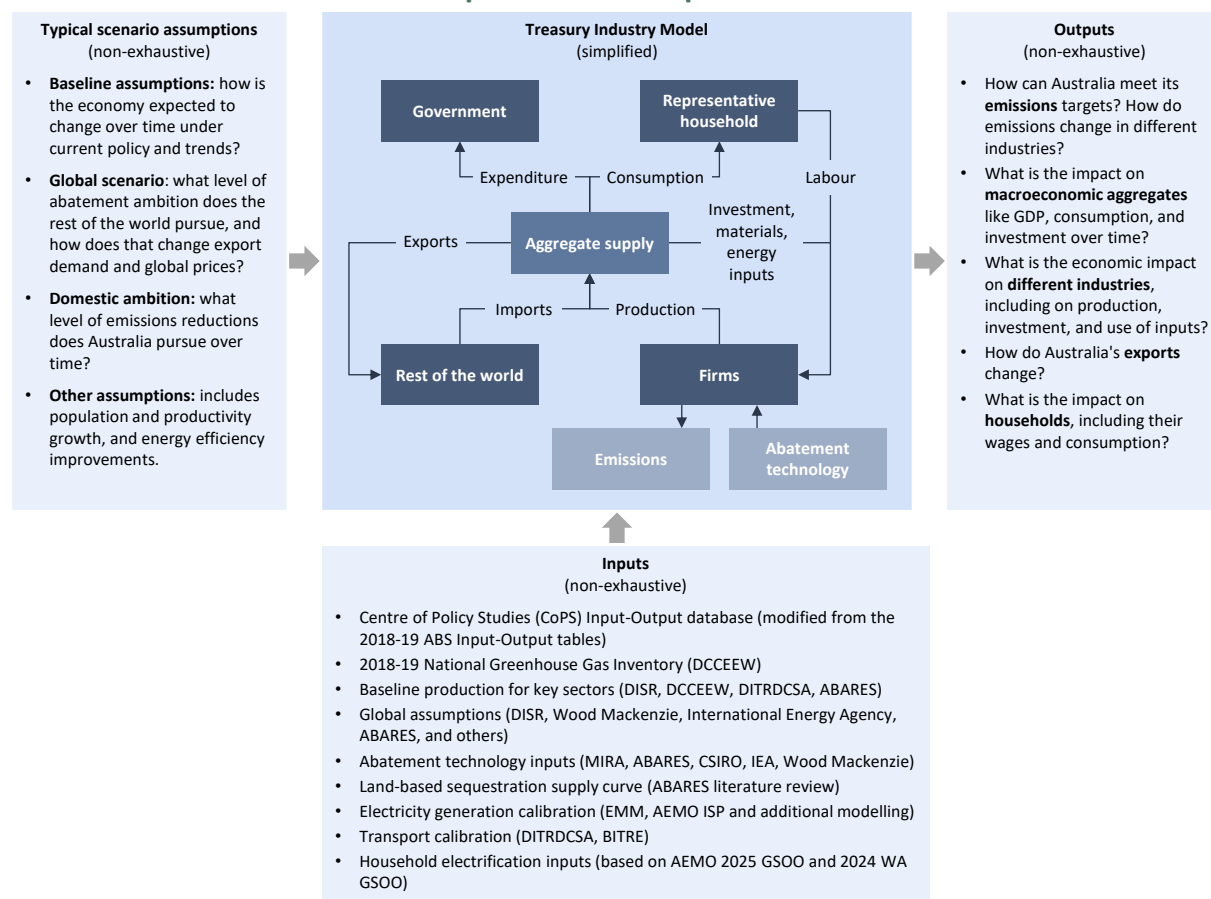 Typical scenario assumptions
(non-exhaustive)
• Baseline assumptions: how is
the economy expected to
change over time under
current policy and trends?
• Global scenario: what level of
abatement ambition does the
rest of the world pursue, and
how does that change export
demand and global prices?
• Domestic ambition: what
level of emissions reductions
does Australia pursue over
time?
• Other assumptions: includes
population and productivity
growth, and energy efficiency
improvements.
Treasury Industry Model
(simplified)
Government
Representative
household
Expenditure
Consumption
Labour
Exports
Aggregate supply
Investment,
materials,
energy
inputs
Imports
Production
Rest of the world
Firms
Emissions
Abatement
technology
Outputs
(non-exhaustive)
• How can Australia meet its
emissions targets? How do
emissions change in different
industries?
• What is the impact on
macroeconomic aggregates
like GDP, consumption, and
investment over time?
• What is the economic impact
on different industries,
including on production,
investment, and use of inputs?
• How do Australia's exports
change?
• What is the impact on
households, including their
wages and consumption?
Inputs
(non-exhaustive)
• Centre of Policy Studies (CoPS) Input-Output database (modified from the
2018-19 ABS Input-Output tables)
• 2018-19 National Greenhouse Gas Inventory (DCCEEW)
• Baseline production for key sectors (DISR, DCCEEW, DITRDCSA, ABARES)
• Global assumptions (DISR, Wood Mackenzie, International Energy Agency,
ABARES, and others)
• Abatement technology inputs (MIRA, ABARES, CSIRO, IEA, Wood Mackenzie)
• Land-based sequestration supply curve (ABARES literature review)
• Electricity generation calibration (EMM, AEMO ISP and additional modelling)
• Transport calibration (DITRDCSA, BITRE)
• Household electrification inputs (based on AEMO 2025 GSOO and 2024 WA
GSOO)